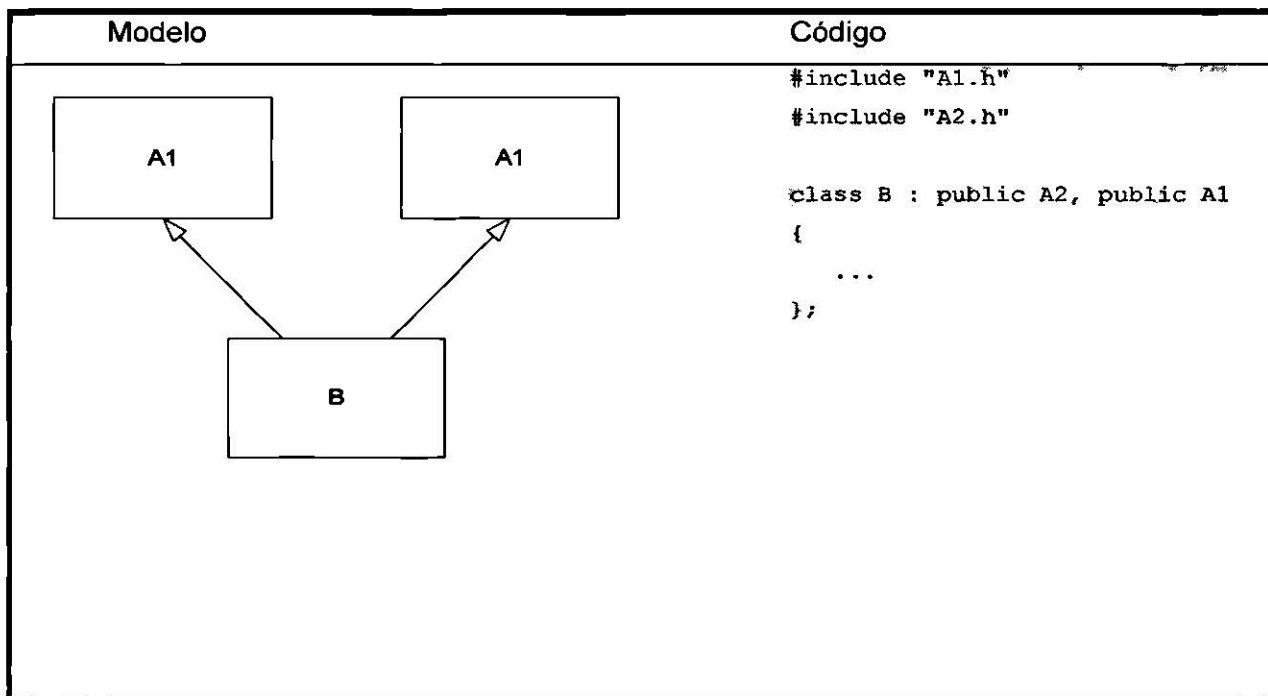 Modelo
Código
A1
A1
B
#include "A1.h"
#include "A2.h"
class B : public A2, public A1
{
...
};